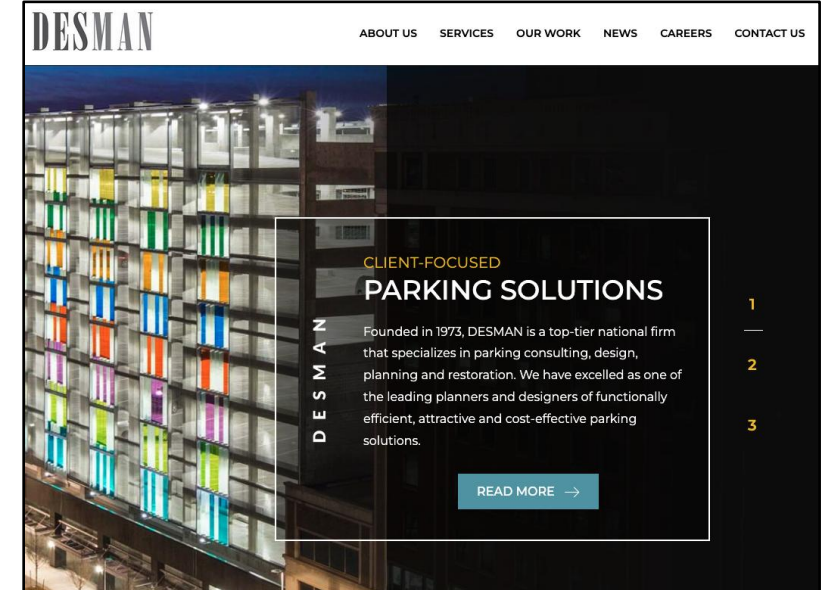 DESMAN
ABOUT US SERVICES OUR WORK NEWS CAREERS CONTACT US
CLIENT-FOCUSED
PARKING SOLUTIONS
Founded in 1973, DESMAN is a top-tier national firm
that specializes in parking consulting, design,
planning and restoration. We have excelled as one of
the leading planners and designers of functionally
efficient, attractive and cost-effective parking
solutions.
READ MORE →
DESMAN
1
2
3